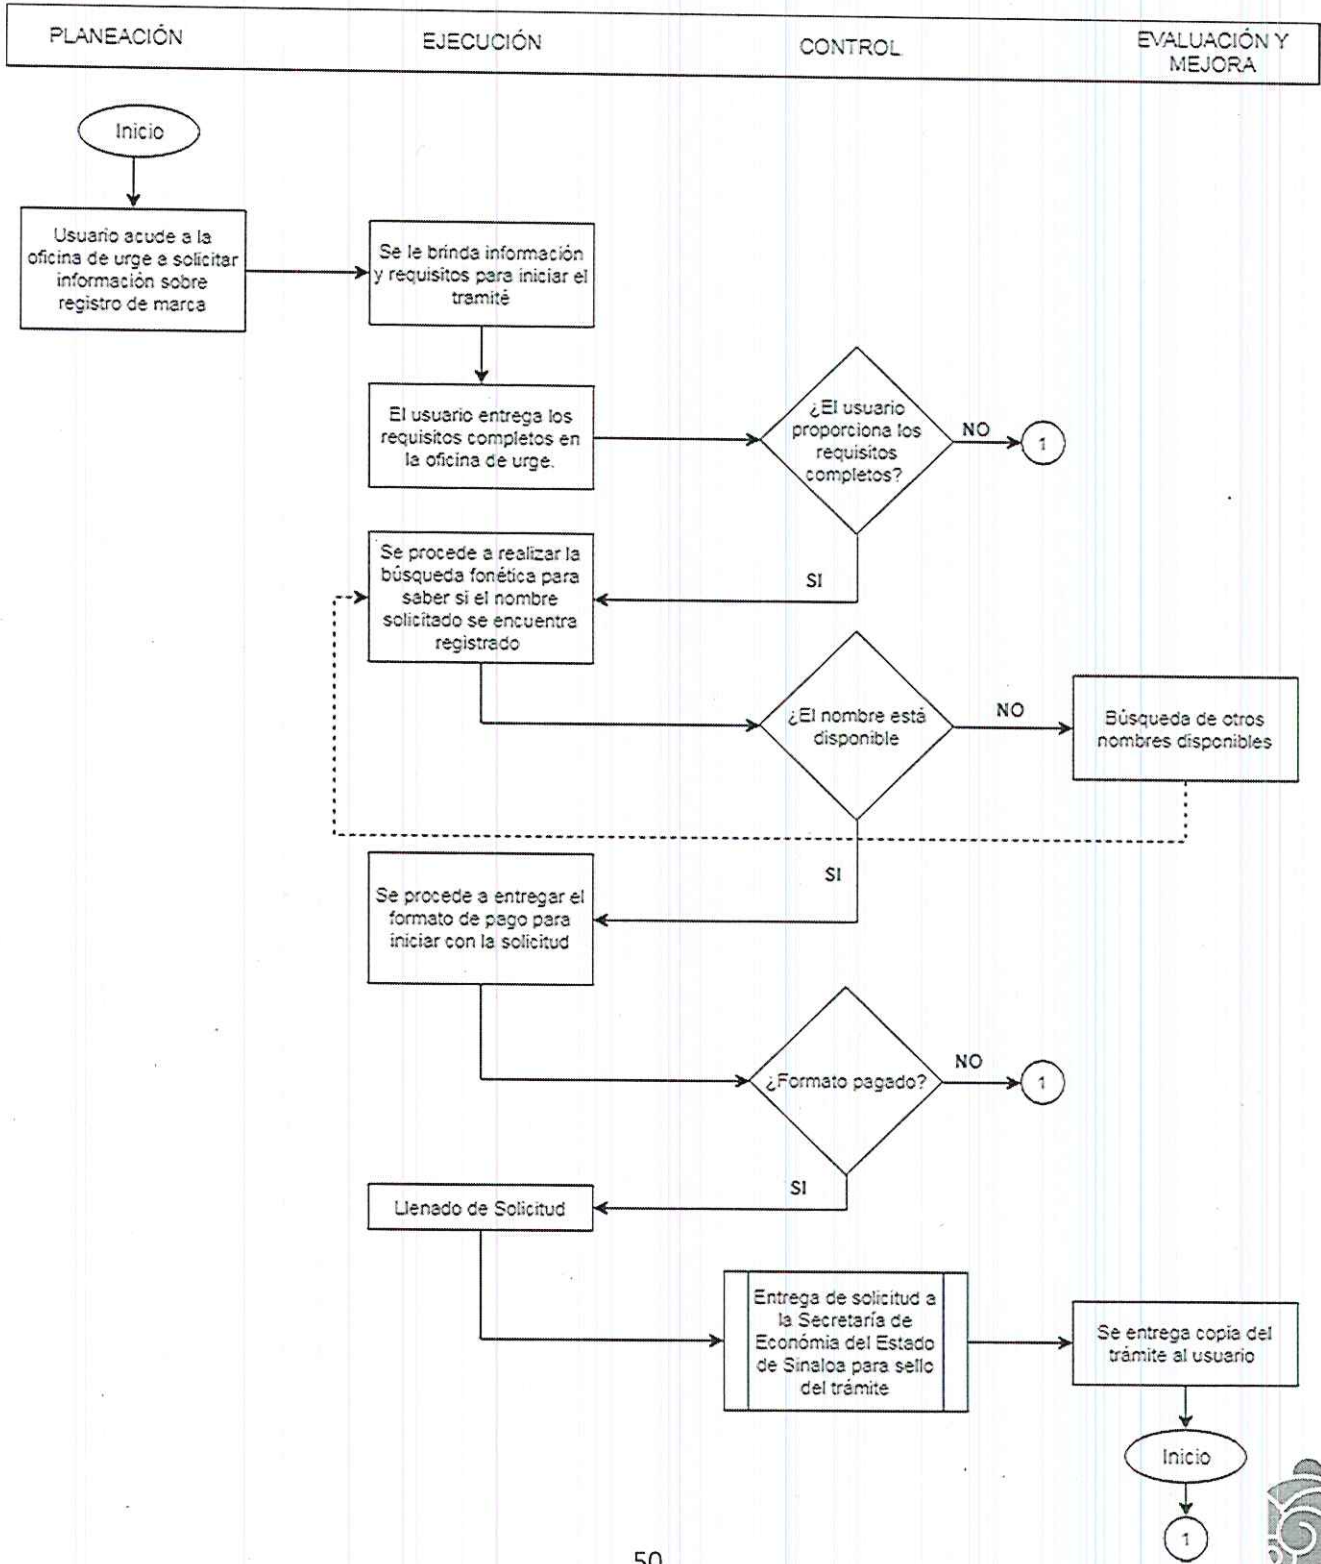 PLANEACIÓN
EJECUCIÓN
CONTROL
EVALUACIÓN Y
MEJORA
Inicio
Usuario acude a la
oficina de urge a solicitar
información sobre
registro de marca
Se le brinda información
y requisitos para iniciar el
tramité
El usuario entrega los
requisitos completos en
la oficina de urge.
¿El usuario
proporciona los
requisitos
completos?
NO
1
SI
Se procede a realizar la
búsqueda fonética para
saber si el nombre
solicitado se encuentra
registrado
¿El nombre está
disponible
NO
Búsqueda de otros
nombres disponibles
SI
Se procede a entregar el
formato de pago para
iniciar con la solicitud
¿Formato pagado?
NO
1
SI
Llenado de Solicitud
Entrega de solicitud a
la Secretaría de
Económia del Estado
de Sinaloa para sello
del trámite
Se entrega copia del
trámite al usuario
Inicio
1
50